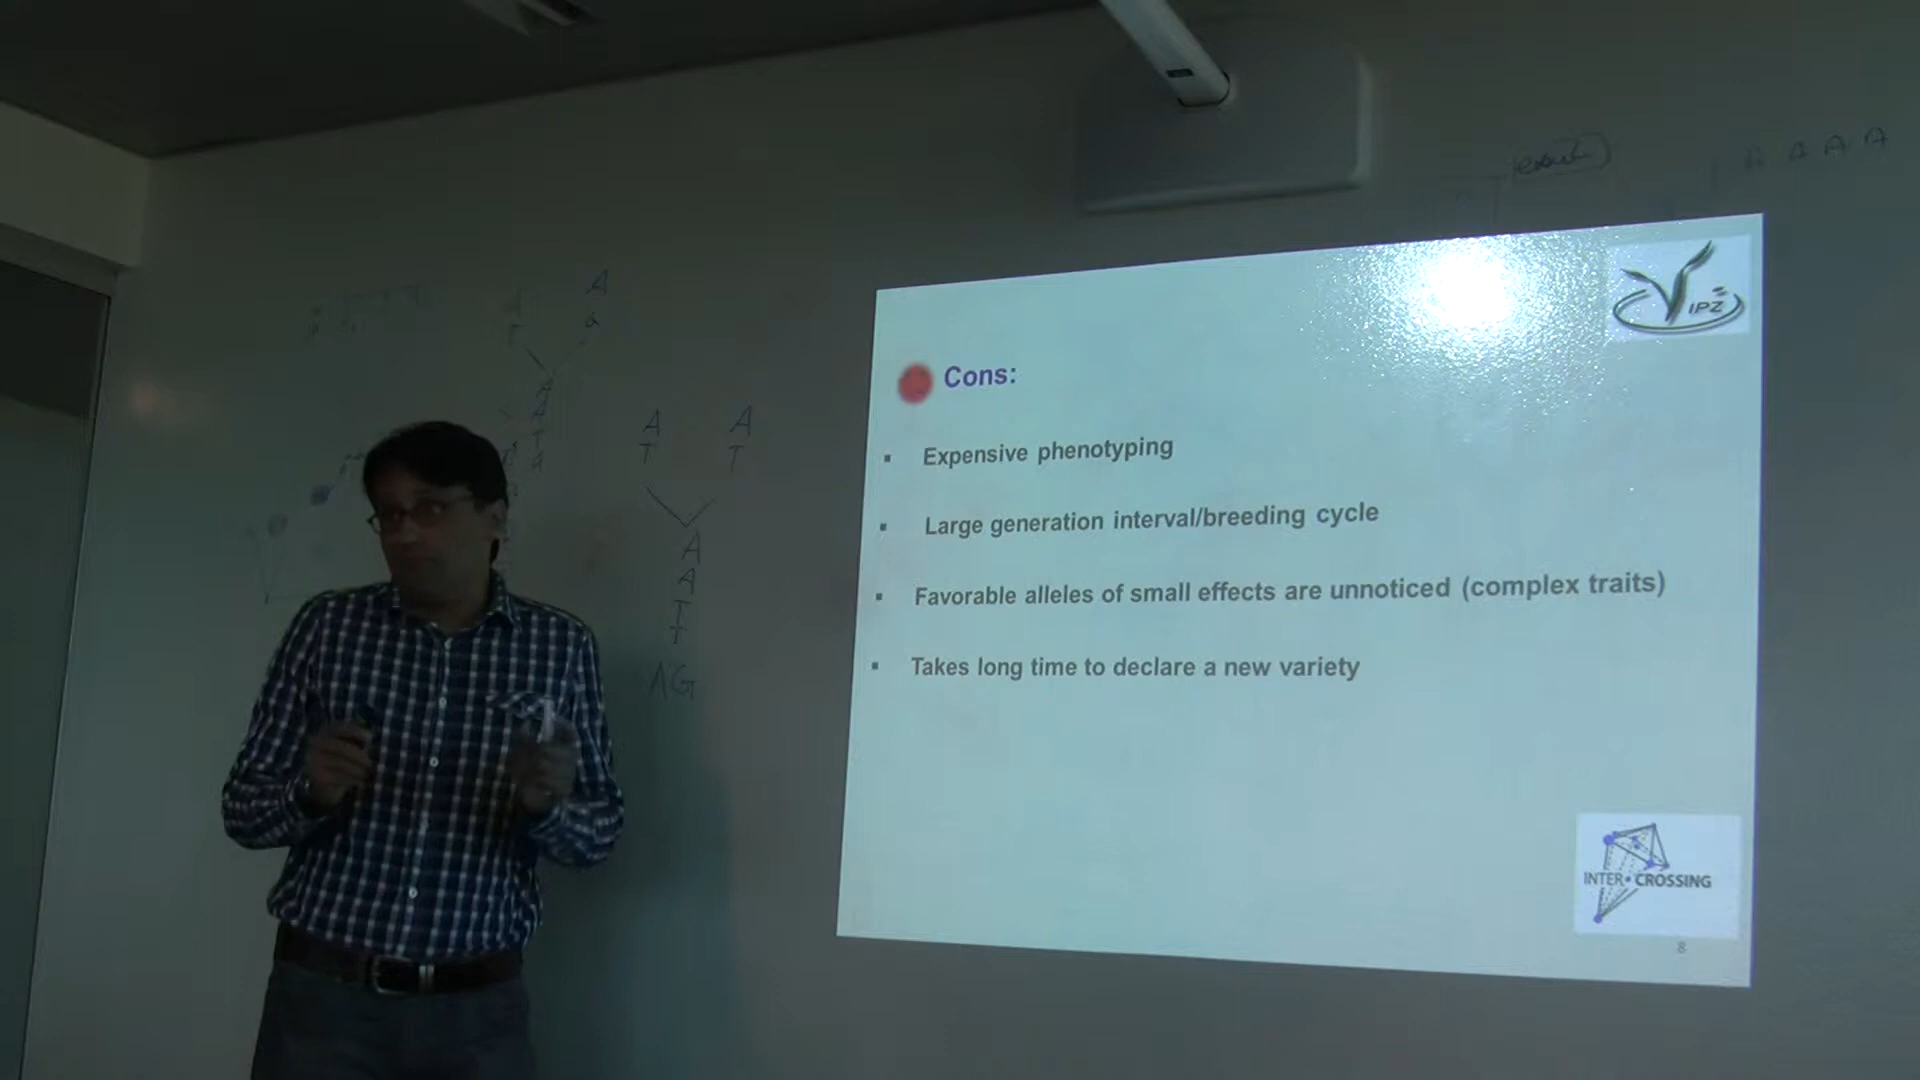 Cons:
Expensive phenotyping
Large generation interval/breeding cycle
Favorable alleles of small effects are unnoticed (complex traits)
Takes long time to declare a new variety
IPZ
INTER CROSSING
8
A A A A
A
a
A A
T T
A
A
T
T
AG